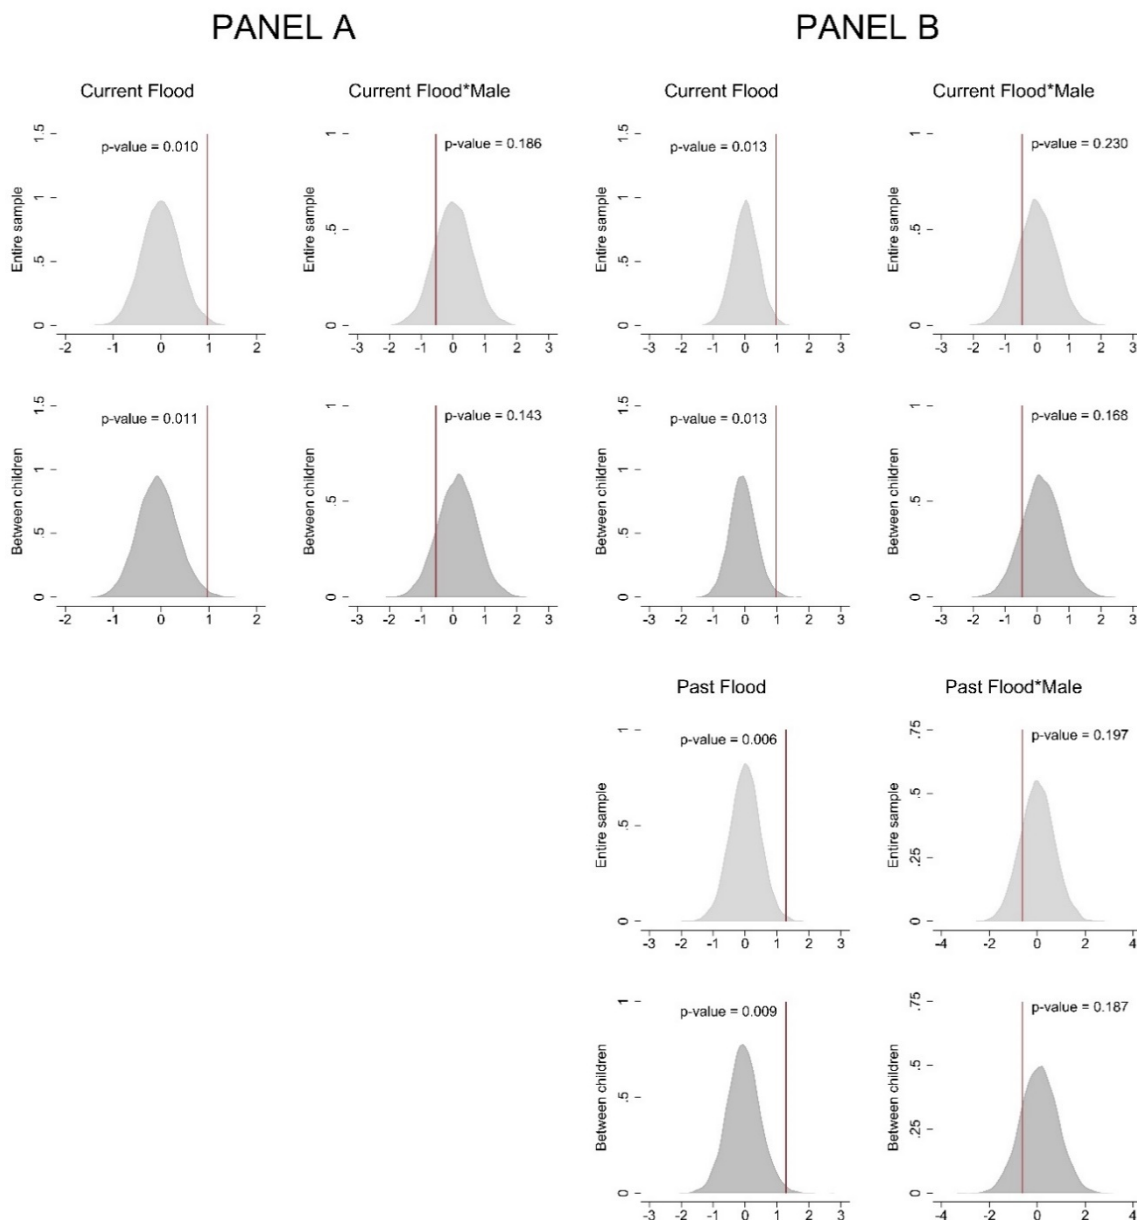 PANEL A
PANEL B
Current Flood
Current Flood*Male
Current Flood
Current Flood*Male
Entire sample
1.5
1
.5
0
p-value = 0.010
-2 -1 0 1 2
1
.5
0
p-value = 0.186
-3 -2 -1 0 1 2 3
Entire sample
1.5
1
.5
0
p-value = 0.013
-3 -2 -1 0 1 2 3
Entire sample
1
.5
0
p-value = 0.230
-3 -2 -1 0 1 2 3
Between children
1.5
1
.5
0
p-value = 0.011
-2 -1 0 1 2
Between children
1
.5
0
p-value = 0.143
-3 -2 -1 0 1 2 3
Between children
1.5
1
.5
0
p-value = 0.013
-3 -2 -1 0 1 2 3
Between children
1
.5
0
p-value = 0.168
-3 -2 -1 0 1 2 3
Past Flood
Past Flood*Male
Entire sample
1
.5
0
p-value = 0.006
-3 -2 -1 0 1 2 3
Entire sample
.75
.5
.25
0
p-value = 0.197
-4 -2 0 2 4
Between children
1
.5
0
p-value = 0.009
-3 -2 -1 0 1 2 3
Between children
.75
.5
.25
0
p-value = 0.187
-4 -2 0 2 4